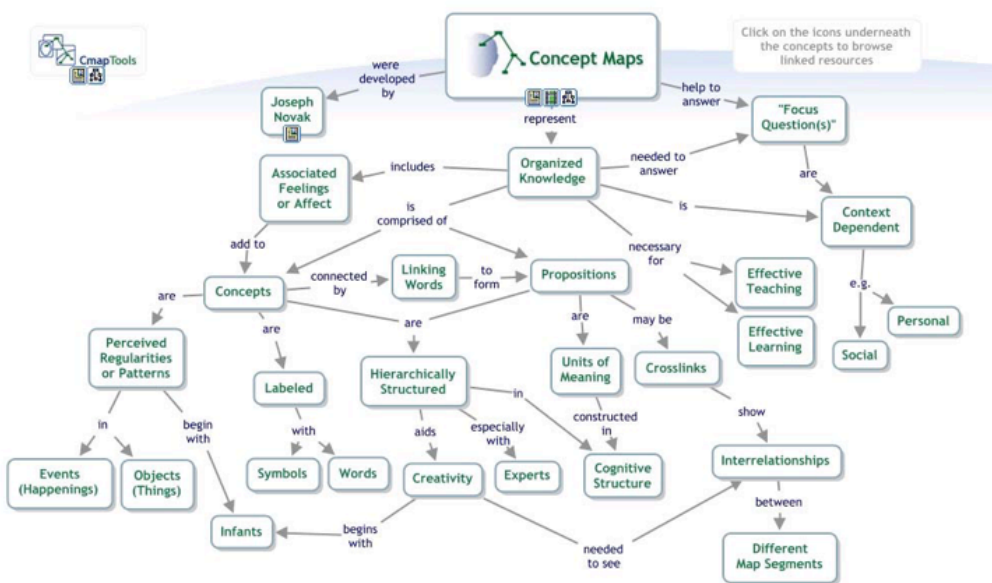 CmapTools
Concept Maps
Click on the icons underneath
the concepts to browse
linked resources
were
developed
by
help to
answer
Joseph
Novak
represent
"Focus
Question(s)"
Associated
Feelings
or Affect
includes
Organized
Knowledge
needed to
answer
are
is
comprised of
is
Context
Dependent
add to
necessary
for
Concepts
connected
by
Linking
Words
to
form
Propositions
Effective
Teaching
e.g.
Personal
are
are
are
are
may be
Effective
Learning
Social
Perceived
Regularities
or Patterns
Labeled
Hierarchically
Structured
in
Units of
Meaning
Crosslinks
in
begin
with
with
aids
especially
with
constructed
in
show
Events
(Happenings)
Objects
(Things)
Symbols
Words
Creativity
Experts
Cognitive
Structure
Interrelationships
between
Infants
begins
with
needed
to see
Different
Map Segments